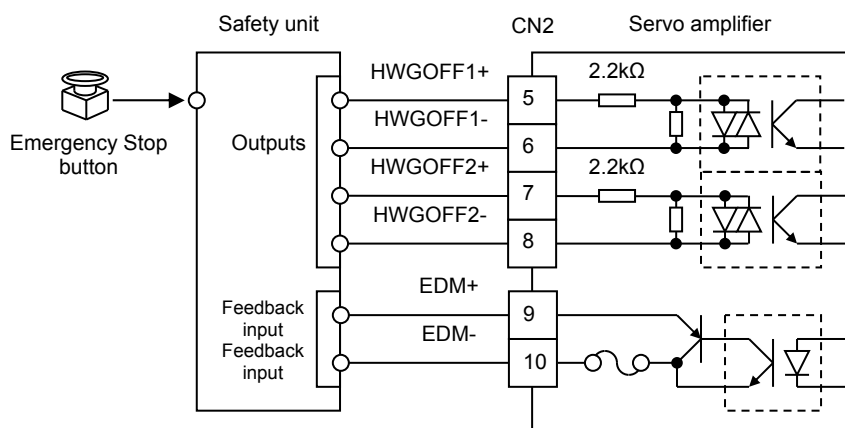 Safety unit
CN2
Servo amplifier
Emergency Stop
button
Outputs
HWGOFF1+
5
2.2kΩ
HWGOFF1-
6
HWGOFF2+
7
2.2kΩ
HWGOFF2-
8
Feedback
input
EDM+
9
Feedback
input
EDM-
10